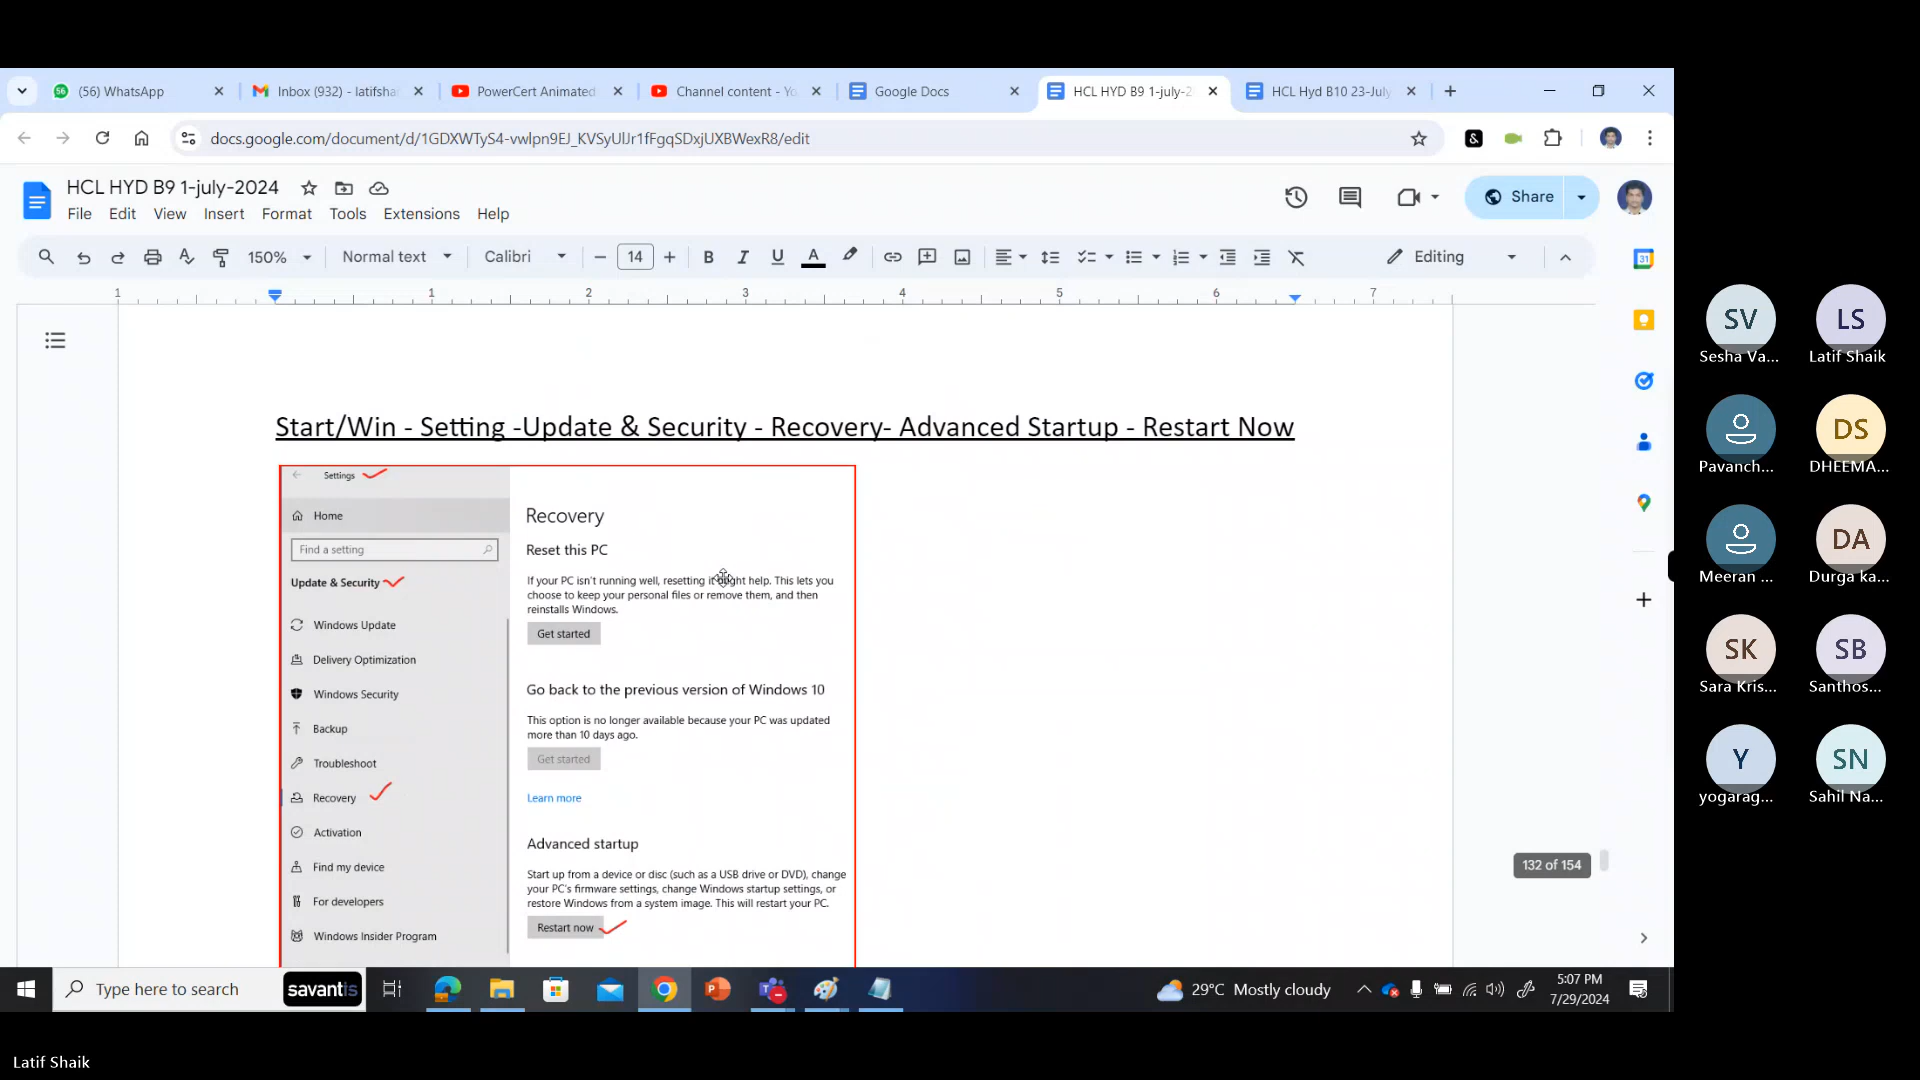 (56) WhatsApp
Inbox (932) - latifsha
PowerCert Animated
Channel content - Yo
Google Docs
HCL HYD B9 1-july-2
HCL Hyd B10 23-July
docs.google.com/document/d/1GDXWTyS4-vwlpn9EJ_KVSyUlJr1fFgqSDxjUXBWexR8/edit
HCL HYD B9 1-july-2024
File Edit View Insert Format Tools Extensions Help
Share
150% Normal text Calibri 14 B I U A Editing
1 1 2 3 4 5 6 7
31
Start/Win - Setting -Update & Security - Recovery- Advanced Startup - Restart Now
Settings
Home
Find a setting
Update & Security
Windows Update
Delivery Optimization
Windows Security
Backup
Troubleshoot
Recovery
Activation
Find my device
For developers
Windows Insider Program
Recovery
Reset this PC
If your PC isn't running well, resetting it might help. This lets you
choose to keep your personal files or remove them, and then
reinstalls Windows.
Get started
Go back to the previous version of Windows 10
This option is no longer available because your PC was updated
more than 10 days ago.
Get started
Learn more
Advanced startup
Start up from a device or disc (such as a USB drive or DVD), change
your PC's firmware settings, change Windows startup settings, or
restore Windows from a system image. This will restart your PC.
Restart now
132 of 154
SV LS
Sesha Va... Latif Shaik
DS
Pavanch... DHEEMA...
DA
Meeran ... Durga ka...
SK SB
Sara Kris... Santhos...
Y SN
yogarag... Sahil Na...
Type here to search
savantis
29°C Mostly cloudy
5:07 PM
7/29/2024
Latif Shaik